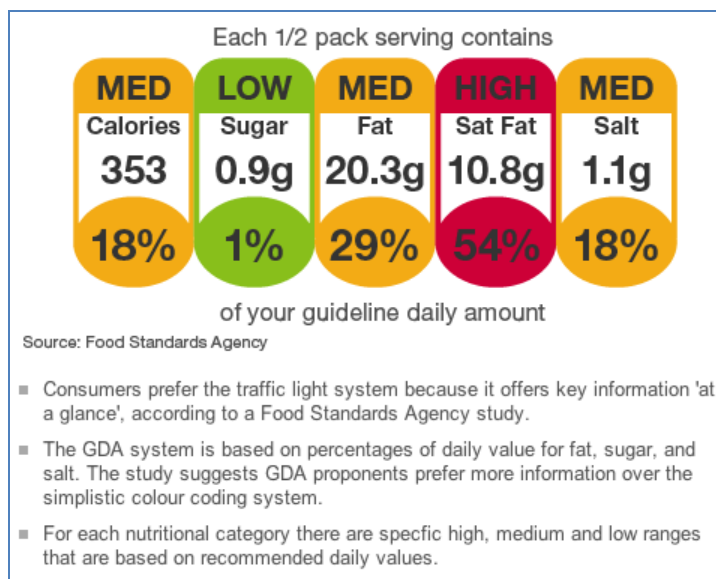 Each 1/2 pack serving contains
MED LOW MED HIGH MED
Calories Sugar Fat Sat Fat Salt
353 0.9g 20.3g 10.8g 1.1g
18% 1% 29% 54% 18%
of your guideline daily amount
Source: Food Standards Agency
Consumers prefer the traffic light system because it offers key information 'at
a glance', according to a Food Standards Agency study.
The GDA system is based on percentages of daily value for fat, sugar, and
salt. The study suggests GDA proponents prefer more information over the
simplistic colour coding system.
For each nutritional category there are specfic high, medium and low ranges
that are based on recommended daily values.